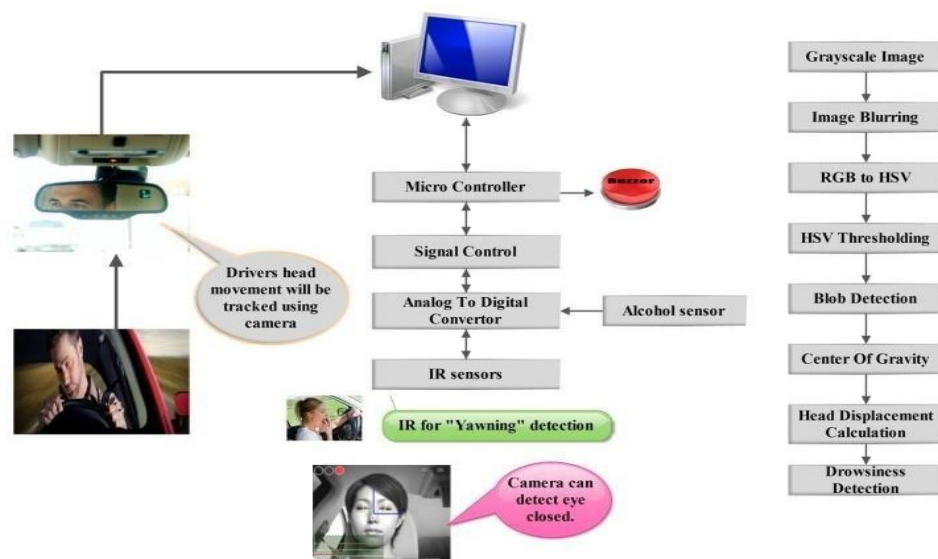 Drivers head
movement will be
tracked using
camera
Micro Controller
Buzzer
Signal Control
Analog To Digital
Convertor
Alcohol sensor
IR sensors
IR for "Yawning" detection
Camera can
detect eye
closed.
Grayscale Image
Image Blurring
RGB to HSV
HSV Thresholding
Blob Detection
Center Of Gravity
Head Displacement
Calculation
Drowsiness
Detection